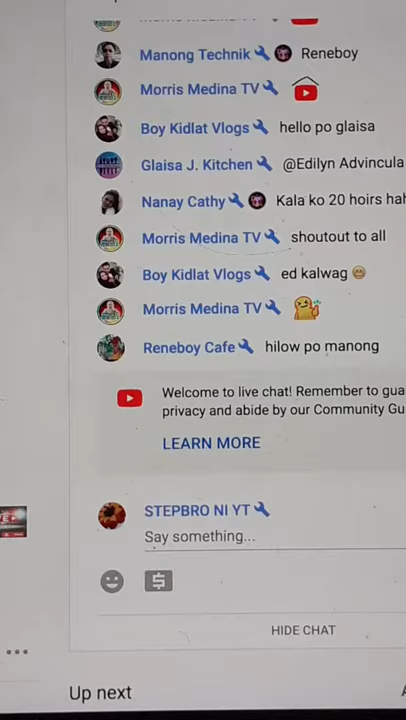 Manong Technik Reneboy
Morris Medina TV
Boy Kidlat Vlogs hello po glaisa
Glaisa J. Kitchen @Edilyn Advincula
Nanay Cathy Kala ko 20 hoirs hah
Morris Medina TV shoutout to all
Boy Kidlat Vlogs ed kalwag
Morris Medina TV
Reneboy Cafe hilow po manong
Welcome to live chat! Remember to gua
privacy and abide by our Community Gu
LEARN MORE
STEPBRO NI YT
Say something...
HIDE CHAT
Up next